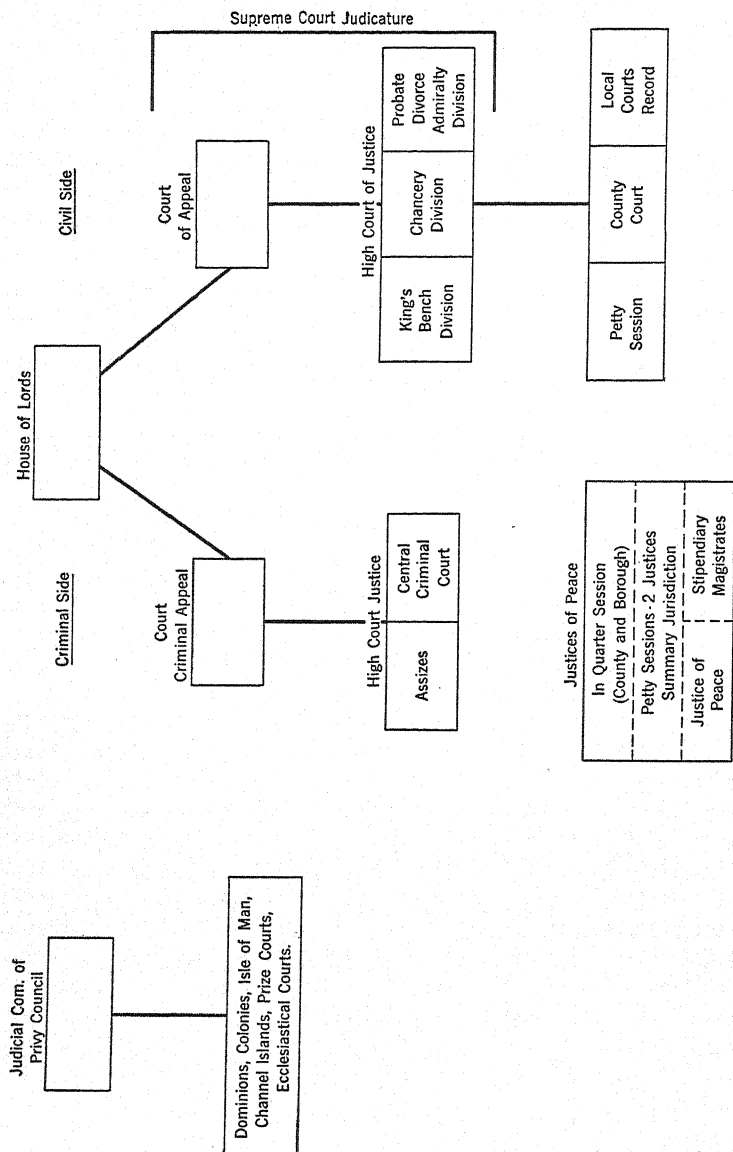 Supreme Court Judicature
Judicial Com. of
Privy Council
Dominions, Colonies, Isle of Man,
Channel Islands, Prize Courts,
Ecclesiastical Courts.
House of Lords
Criminal Side
Court
Criminal Appeal
High Court Justice
Assizes
Central
Criminal
Court
Justices of Peace
In Quarter Session
(County and Borough)
Petty Sessions - 2 Justices
Summary Jurisdiction
Justice of
Peace
Stipendiary
Magistrates
Civil Side
Court
of Appeal
High Court of Justice
King's
Bench
Division
Chancery
Division
Probate
Divorce
Admiralty
Division
Petty
Session
County
Court
Local
Courts
Record